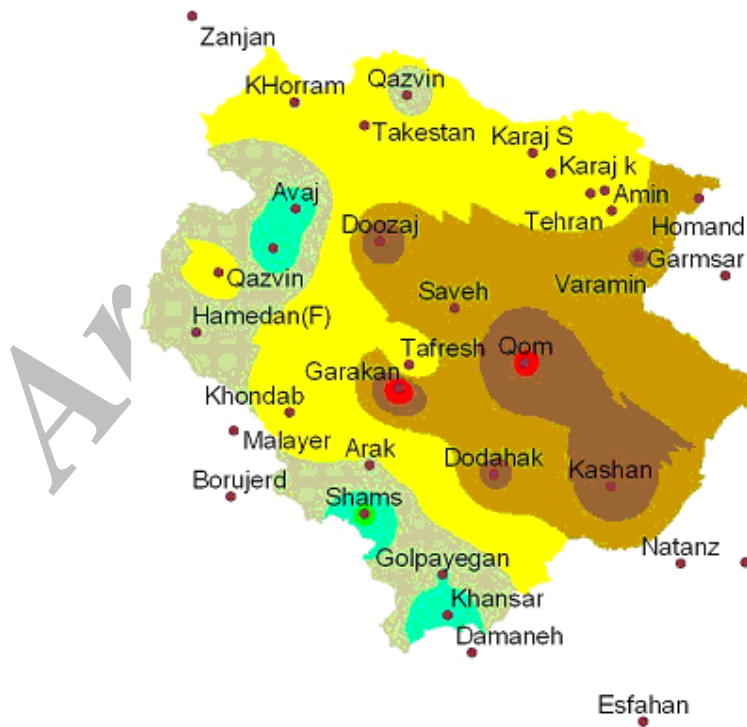 Zanjan
Qazvin
KHorram
Takestan
Karaj S
Karaj k
Avaj
Amin
Doozaj
Tehran
Homand
Garmsar
Qazvin
Saveh
Varamin
Hamedan(F)
Tafresh
Qom
Garakan
Khondab
Malayer
Arak
Dodahak
Kashan
Borujerd
Shams
Natanz
Golpayegan
Khansar
Damaneh
Esfahan
Ar